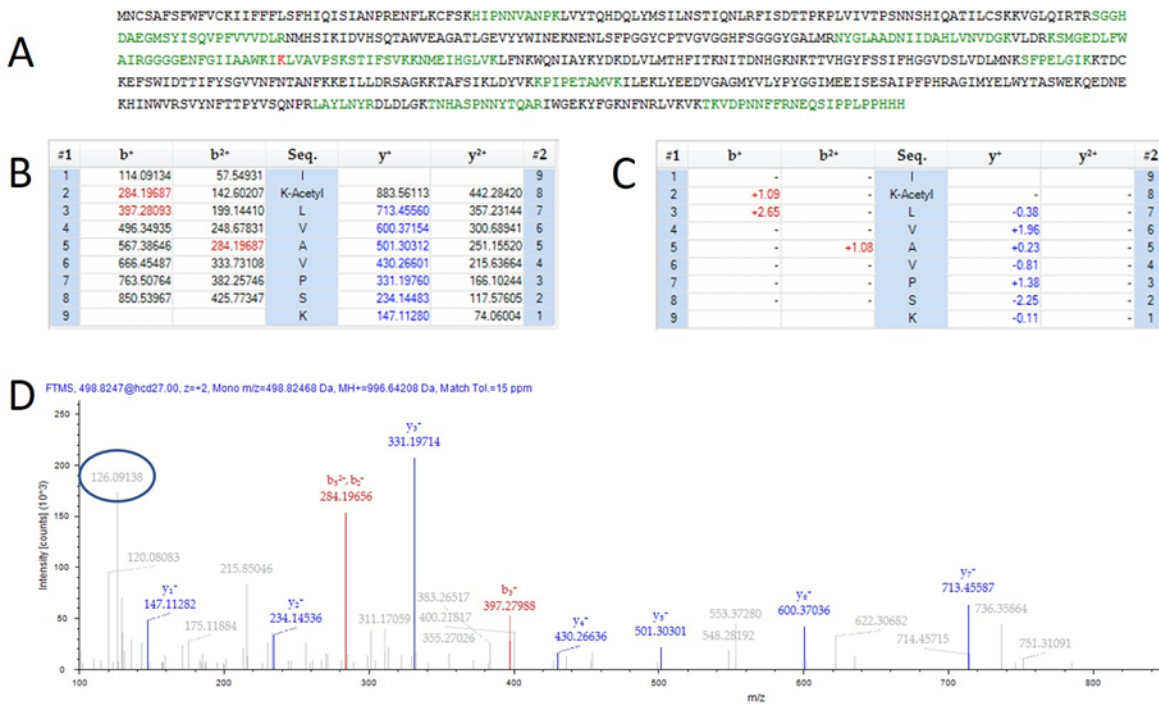 A
MNCSAFSFWFVCKIIFFFLSFHIQISIANPRENFLKCFSKHIPNNVANPKLVYTQHDQLYMSILNSTIQNLRFISDTTPKPLVIVTPSNNSHIQATILCSKKVGLQIRTRSGGH
DAEGMSYISQVPFVVVDLRNMHSIKIDVHSQTAWVEAGATLGEVYYWINEKNENLSFPGGYCPTVGVGGHFSGGGYGALMRNYGLAADNIIDAHLVNVDGKVLDRKSMGEDLFW
AIRGGGGENFGIIAAWKIKLVAVPSKSTIFSVKKNMEIHGLVKLFNKWQNIAYKYDKDLVLMTHFITKNITDNHGKNKTTVHGYFSSIFHGGVDSLVDLMNKSFPELGIKKTDC
KEFSWIDTTIFYSGVVNFNTANFKKEILLDRSAGKKTAFSIKLDYVKKPIPETAMVKILEKLYEEDVGAGMYVLYPYGGIMEEISESAIPFPHRAGIMYELWYTASWEKQEDNE
KHINWVRSVYNFTTPYVSQNPRLAYLNYRDLDLGKTNHASPNNYTQARIWGEKYFGKNFNRLVKVKTKVDPNNFFRNEQSIPPLPPHHH
B
#1 b⁺ b²⁺ Seq. y⁺ y²⁺ #2
1 114.09134 57.54931 I 9
2 284.19687 142.60207 K-Acetyl 883.56113 442.28420 8
3 397.28093 199.14410 L 713.45560 357.23144 7
4 496.34935 248.67831 V 600.37154 300.68941 6
5 567.38646 284.19687 A 501.30312 251.15520 5
6 666.45487 333.73108 V 430.26601 215.63664 4
7 763.50764 382.25746 P 331.19760 166.10244 3
8 850.53967 425.77347 S 234.14483 117.57605 2
9 K 147.11280 74.06004 1
C
#1 b⁺ b²⁺ Seq. y⁺ y²⁺ #2
1 - - I 9
2 +1.09 - K-Acetyl - - 8
3 +2.65 - L -0.38 - 7
4 - - V +1.96 - 6
5 - +1.08 A +0.23 - 5
6 - - V -0.81 - 4
7 - - P +1.38 - 3
8 - - S -2.25 - 2
9 K -0.11 - 1
D
FTMS, 498.8247@hcd27.00, z=+2, Mono m/z=498.82468 Da, MH+=996.64208 Da, Match Tol.=15 ppm
Intensity [counts] (10^3)
250
200
150
100
50
0
126.09138
120.08083
y₁⁺
147.11282
175.11884
215.85046
y₂⁺
234.14536
b₅²⁺, b₂⁺
284.19656
311.17059
y₃⁺
331.19714
383.26517
400.21817
355.27026
b₃⁺
397.27988
y₄⁺
430.26636
y₅⁺
501.30301
553.37280
548.28192
y₆⁺
600.37036
622.30682
y₇⁺
713.45587
714.45715
736.35864
751.31091
100 200 300 400 500 600 700 800
m/z